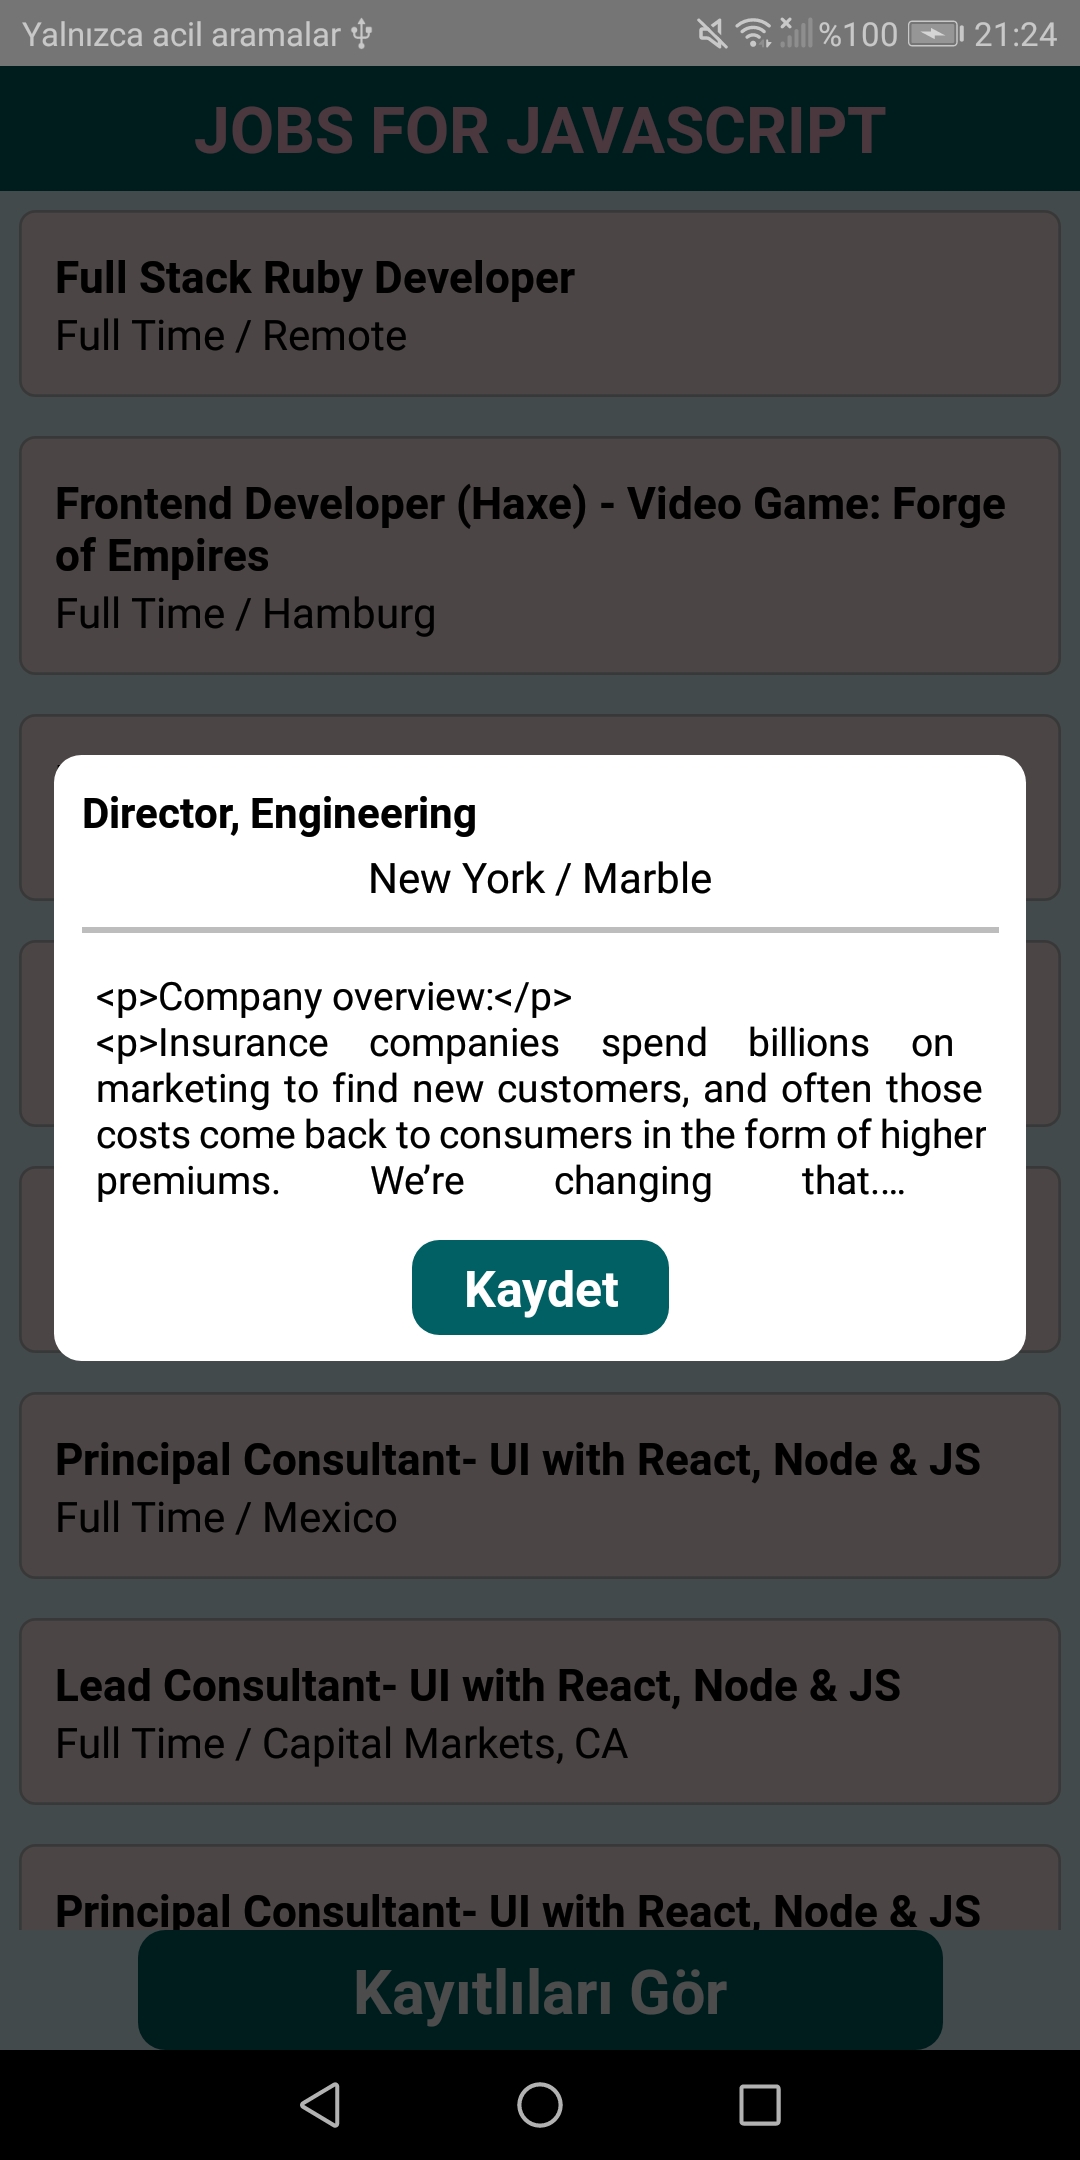 Yalnızca acil aramalar %100 21:24
JOBS FOR JAVASCRIPT
Full Stack Ruby Developer
Full Time / Remote
Frontend Developer (Haxe) - Video Game: Forge
of Empires
Full Time / Hamburg
Director, Engineering
New York / Marble
<p>Company overview:</p>
<p>Insurance companies spend billions on
marketing to find new customers, and often those
costs come back to consumers in the form of higher
premiums. We’re changing that.…
Kaydet
Principal Consultant- UI with React, Node & JS
Full Time / Mexico
Lead Consultant- UI with React, Node & JS
Full Time / Capital Markets, CA
Principal Consultant- UI with React, Node & JS
Kayıtlıları Gör